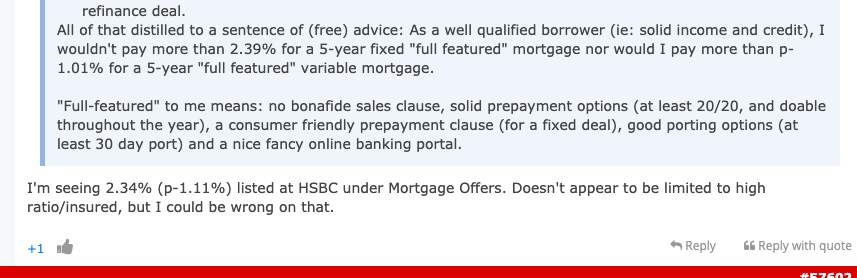 refinance deal.
All of that distilled to a sentence of (free) advice: As a well qualified borrower (ie: solid income and credit), I
wouldn't pay more than 2.39% for a 5-year fixed "full featured" mortgage nor would I pay more than p-
1.01% for a 5-year "full featured" variable mortgage.
"Full-featured" to me means: no bonafide sales clause, solid prepayment options (at least 20/20, and doable
throughout the year), a consumer friendly prepayment clause (for a fixed deal), good porting options (at
least 30 day port) and a nice fancy online banking portal.
I'm seeing 2.34% (p-1.11%) listed at HSBC under Mortgage Offers. Doesn't appear to be limited to high
ratio/insured, but I could be wrong on that.
+1 Reply Reply with quote